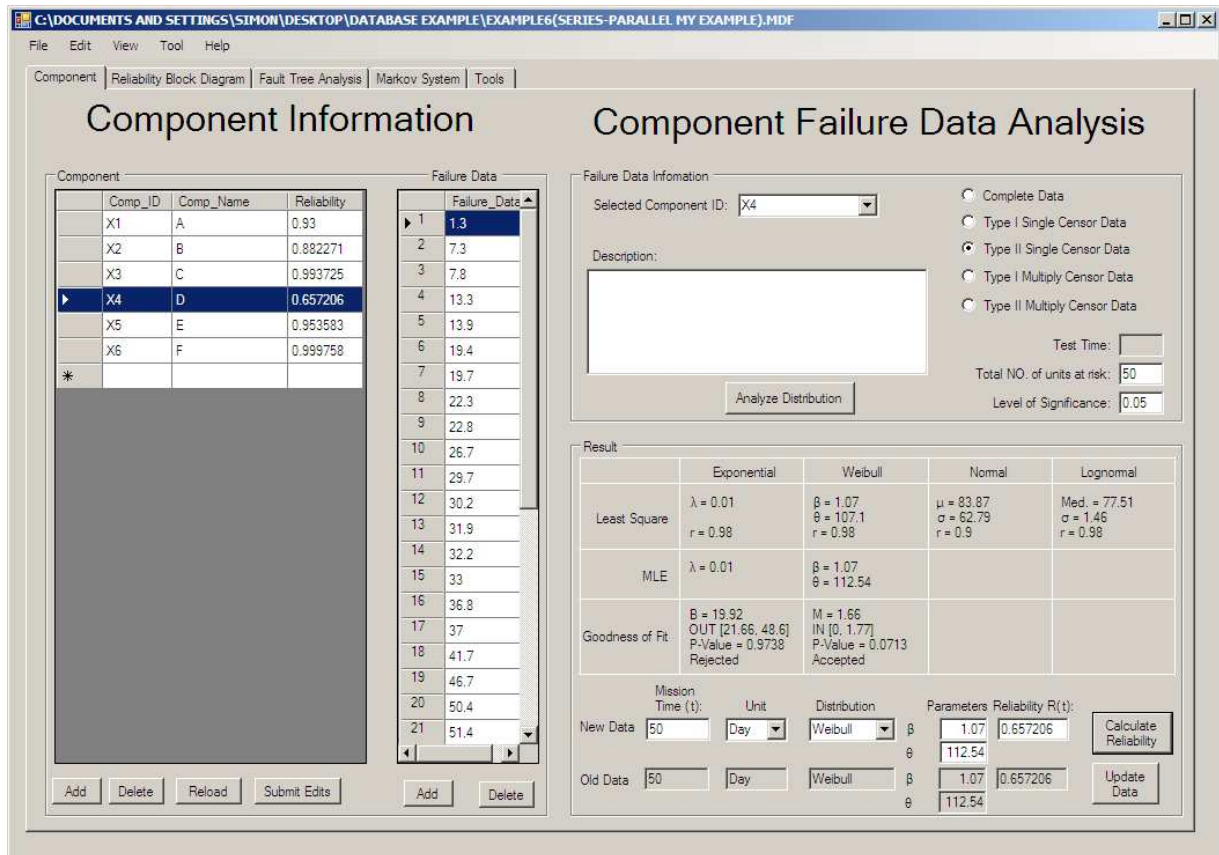 C:\DOCUMENTS AND SETTINGS\SIMON\DESKTOP\DATABASE EXAMPLE\EXAMPLE6(SERIES-PARALLEL MY EXAMPLE).MDF
File Edit View Tool Help
Component Reliability Block Diagram Fault Tree Analysis Markov System Tools
Component Information
Component
Comp_ID Comp_Name Reliability
X1 A 0.93
X2 B 0.882271
X3 C 0.993725
X4 D 0.657206
X5 E 0.953583
X6 F 0.999758
Add Delete Reload Submit Edits
Failure Data
Failure_Data
1 1.3
2 7.3
3 7.8
4 13.3
5 13.9
6 19.4
7 19.7
8 22.3
9 22.8
10 26.7
11 29.7
12 30.2
13 31.9
14 32.2
15 33
16 36.8
17 37
18 41.7
19 46.7
20 50.4
21 51.4
Add Delete
Component Failure Data Analysis
Failure Data Infomation
Selected Component ID: X4
Description:
Analyze Distribution
Complete Data
Type I Single Censor Data
Type II Single Censor Data
Type I Multiply Censor Data
Type II Multiply Censor Data
Test Time:
Total NO. of units at risk: 50
Level of Significance: 0.05
Result
Exponential Weibull Normal Lognormal
Least Square
λ = 0.01
r = 0.98
β = 1.07
θ = 107.1
r = 0.98
μ = 83.87
σ = 62.79
r = 0.9
Med. = 77.51
σ = 1.46
r = 0.98
MLE
λ = 0.01
β = 1.07
θ = 112.54
Goodness of Fit
B = 19.92
OUT [21.66, 48.6]
P-Value = 0.9738
Rejected
M = 1.66
IN [0, 1.77]
P-Value = 0.0713
Accepted
Mission
Time (t): Unit Distribution Parameters Reliability R(t):
New Data 50 Day Weibull β 1.07 0.657206
θ 112.54
Calculate
Reliability
Old Data 50 Day Weibull β 1.07 0.657206
θ 112.54
Update
Data